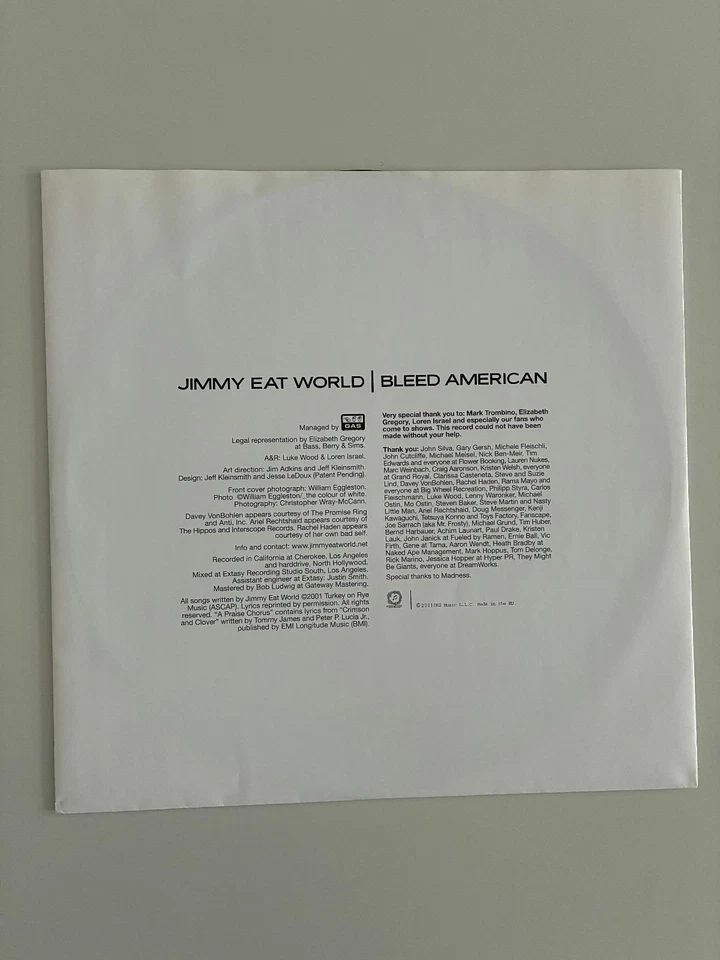 JIMMY EAT WORLD | BLEED AMERICAN
Managed by GAS
Legal representation by Elizabeth Gregory
at Bass, Berry & Sims.
A&R: Luke Wood & Loren Israel.
Art direction: Jim Adkins and Jeff Kleinsmith.
Design: Jeff Kleinsmith and Jesse LeDoux (Patent Pending).
Front cover photograph: William Eggleston.
Photo ©William Eggleston/_the colour of white.
Photography: Christopher Wray-McCann.
Davey VonBohlen appears courtesy of The Promise Ring
and Anti, Inc. Ariel Rechtshaid appears courtesy of
The Hippos and Interscope Records. Rachel Haden appears
courtesy of her own bad self.
Info and contact: www.jimmyeatworld.net
Recorded in California at Cherokee, Los Angeles
and harddrive, North Hollywood.
Mixed at Extasy Recording Studio South, Los Angeles.
Assistant engineer at Extasy: Justin Smith.
Mastered by Bob Ludwig at Gateway Mastering.
All songs written by Jimmy Eat World ©2001 Turkey on Rye
Music (ASCAP). Lyrics reprinted by permission. All rights
reserved. "A Praise Chorus" contains lyrics from "Crimson
and Clover" written by Tommy James and Peter P. Lucia Jr.,
published by EMI Longitude Music (BMI).
Very special thank you to: Mark Trombino, Elizabeth
Gregory, Loren Israel and especially our fans who
come to shows. This record could not have been
made without your help.
Thank you: John Silva, Gary Gersh, Michele Fleischli,
John Cutcliffe, Michael Meisel, Nick Ben-Meir, Tim
Edwards and everyone at Flower Booking, Lauren Nukes,
Marc Weinbach, Craig Aaronson, Kristen Welsh, everyone
at Grand Royal, Clarissa Casteneta, Steve and Suzie
Lind, Davey VonBohlen, Rachel Haden, Rama Mayo and
everyone at Big Wheel Recreation, Philipp Styra, Carlos
Fleischmann, Luke Wood, Lenny Waronker, Michael
Ostin, Mo Ostin, Steven Baker, Steve Martin and Nasty
Little Man, Ariel Rechtshaid, Doug Messenger, Kenji
Kawaguchi, Tetsuya Konno and Toys Factory, Fanscape,
Joe Sarrach (aka Mr. Frosty), Michael Grund, Tim Huber,
Bernd Harbauer, Achim Launart, Paul Drake, Kristen
Lauk, John Janick at Fueled by Ramen, Ernie Ball, Vic
Firth, Gene at Tama, Aaron Wendt, Heath Bradby at
Naked Ape Management, Mark Hoppus, Tom Delonge,
Rick Marino, Jessica Hopper at Hyper PR, They Might
Be Giants, everyone at DreamWorks.
Special thanks to Madness.
Music L.L.C. Made in the EU.